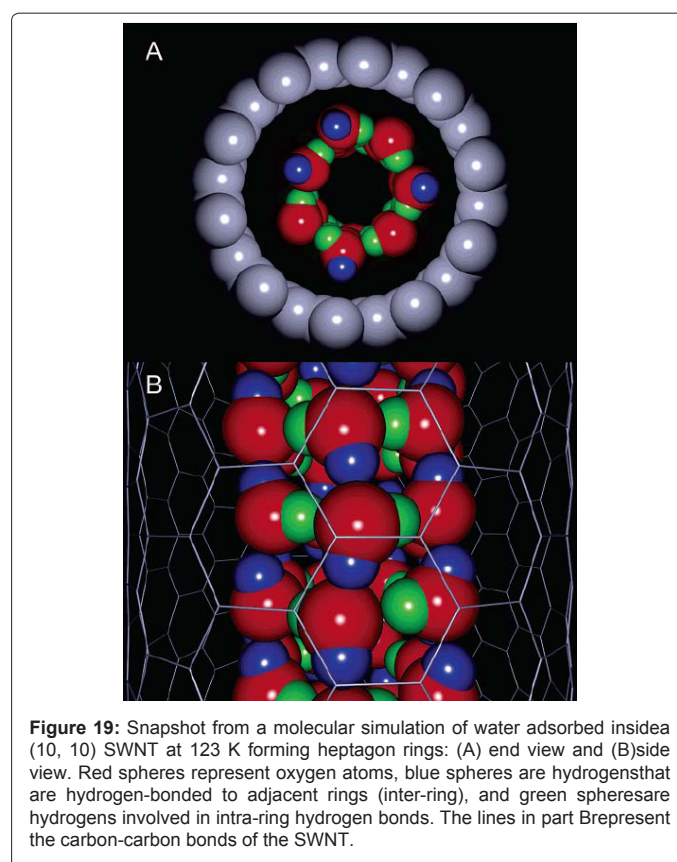 A
B
Figure 19: Snapshot from a molecular simulation of water adsorbed insidea
(10, 10) SWNT at 123 K forming heptagon rings: (A) end view and (B)side
view. Red spheres represent oxygen atoms, blue spheres are hydrogensthat
are hydrogen-bonded to adjacent rings (inter-ring), and green spheresare
hydrogens involved in intra-ring hydrogen bonds. The lines in part Brepresent
the carbon-carbon bonds of the SWNT.